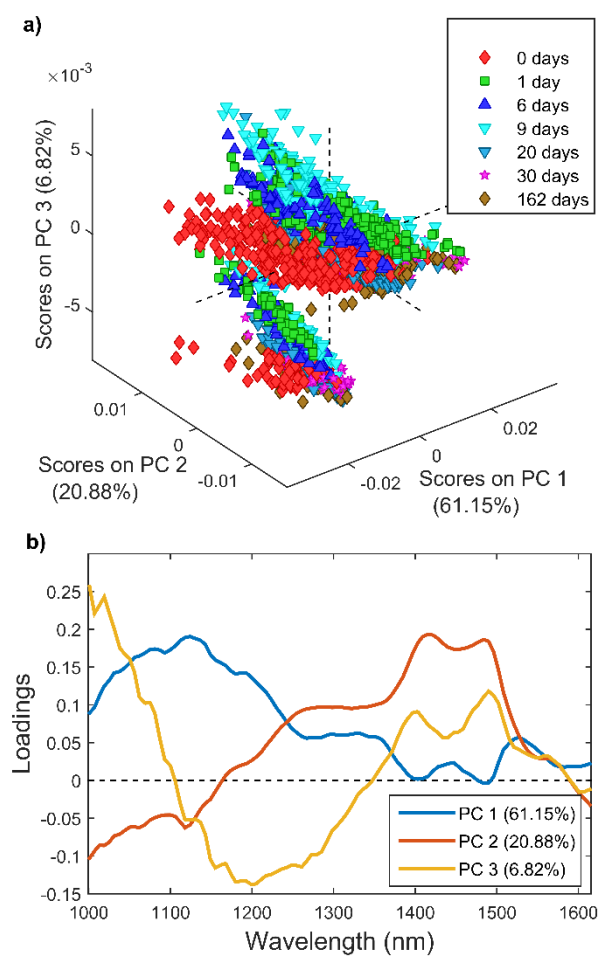 a)
×10-3
5
0
-5
Scores on PC 3 (6.82%)
0.01
0
-0.01
Scores on PC 2
(20.88%)
-0.02
0
0.02
Scores on PC 1
(61.15%)
0 days
1 day
6 days
9 days
20 days
30 days
162 days
b)
0.25
0.2
0.15
0.1
0.05
0
-0.05
-0.1
-0.15
Loadings
1000
1100
1200
1300
1400
1500
1600
Wavelength (nm)
PC 1 (61.15%)
PC 2 (20.88%)
PC 3 (6.82%)